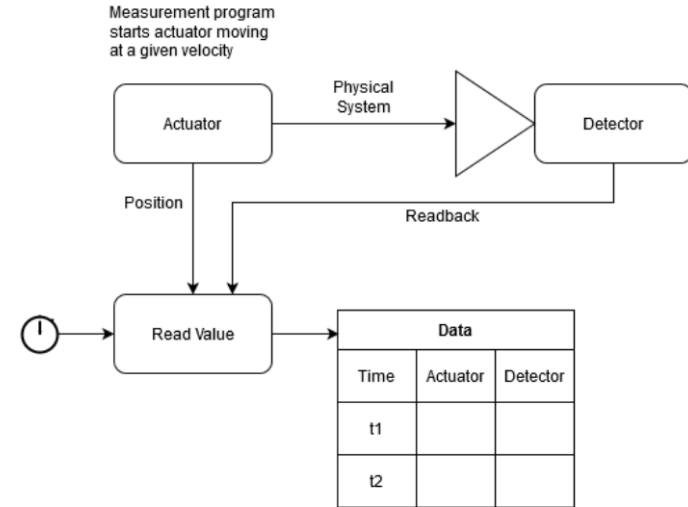 Measurement program
starts actuator moving
at a given velocity
Physical
System
Actuator
Detector
Position
Readback
Read Value
Data
Time Actuator Detector
t1
t2